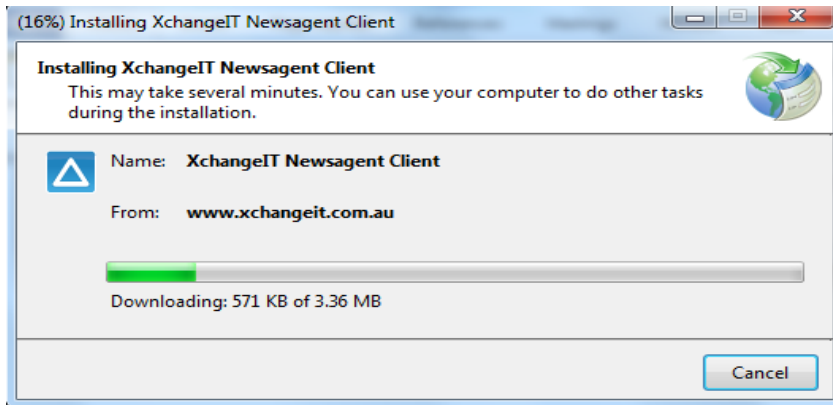 (16%) Installing XchangeIT Newsagent Client
Installing XchangeIT Newsagent Client
This may take several minutes. You can use your computer to do other tasks
during the installation.
Name: XchangeIT Newsagent Client
From: www.xchangeit.com.au
Downloading: 571 KB of 3.36 MB
Cancel